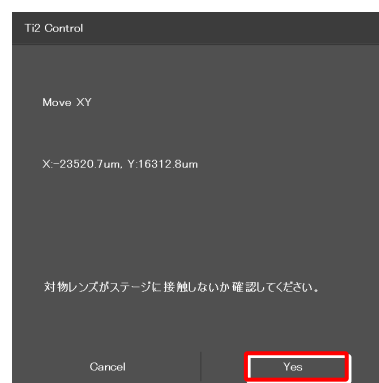 Ti2 Control
Move XY
X:-23520.7um, Y:16312.8um
対物レンズがステージに接触しないか確認してください。
Cancel
Yes